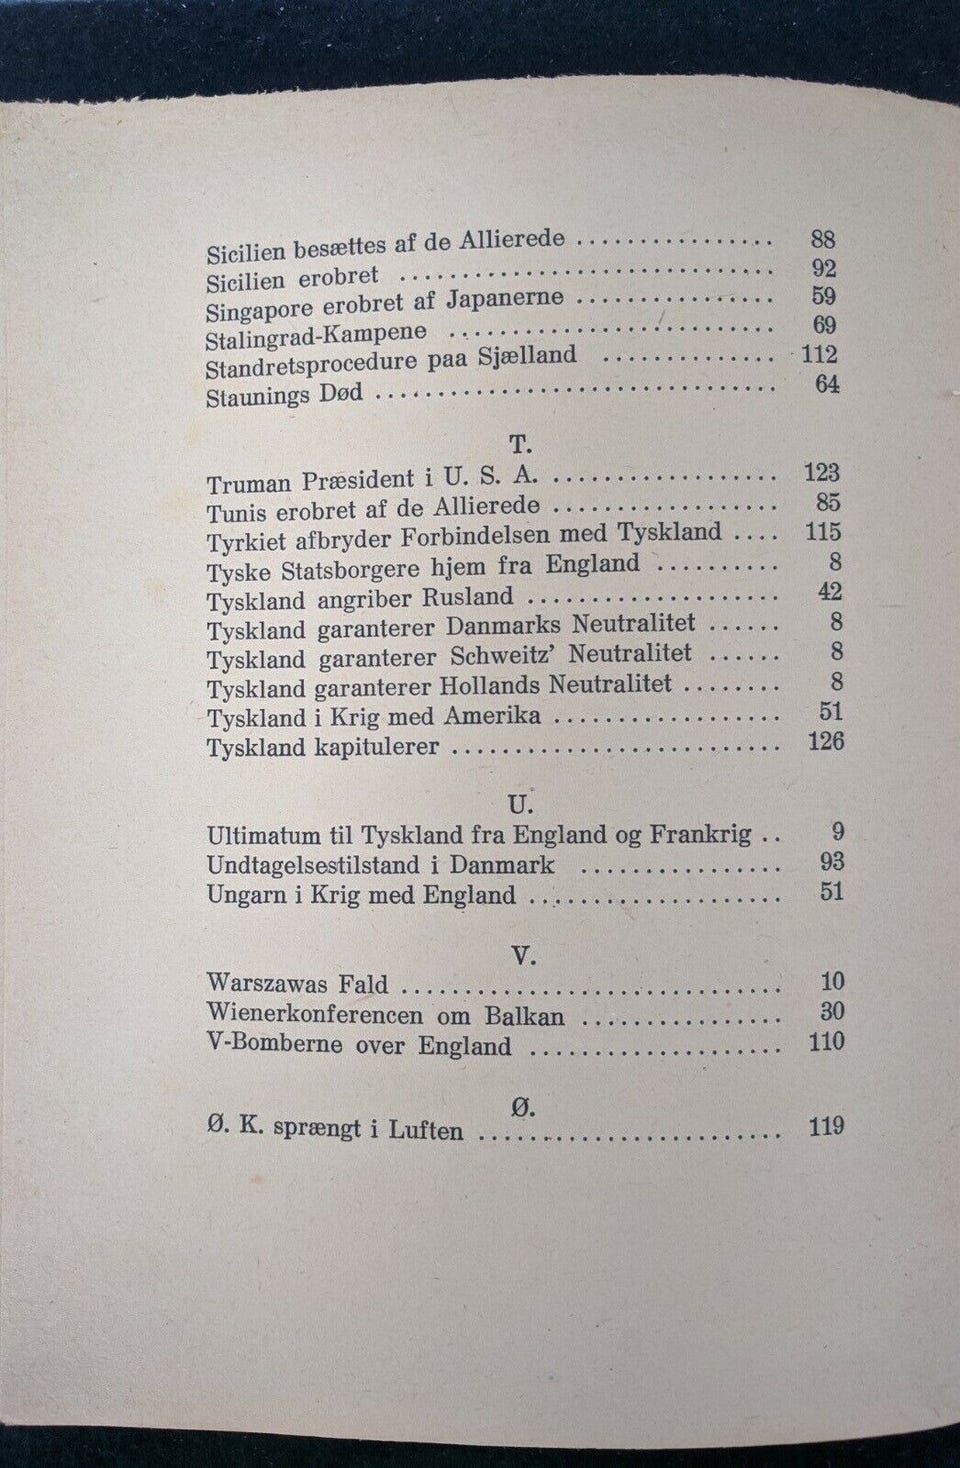 Sicilien besættes af de Allierede ................ 88
Sicilien erobret .............................. 92
Singapore erobret af Japanerne ................ 59
Stalingrad-Kampene .......................... 69
Standretsprocedure paa Sjælland .............. 112
Staunings Død ................................ 64
T.
Truman Præsident i U. S. A. .................. 123
Tunis erobret af de Allierede .................. 85
Tyrkiet afbryder Forbindelsen med Tyskland .... 115
Tyske Statsborgere hjem fra England .......... 8
Tyskland angriber Rusland .................... 42
Tyskland garanterer Danmarks Neutralitet ...... 8
Tyskland garanterer Schweitz' Neutralitet ...... 8
Tyskland garanterer Hollands Neutralitet ........ 8
Tyskland i Krig med Amerika .................. 51
Tyskland kapitulerer .......................... 126
U.
Ultimatum til Tyskland fra England og Frankrig .. 9
Undtagelsestilstand i Danmark ................ 93
Ungarn i Krig med England .................... 51
V.
Warszawas Fald .............................. 10
Wienerkonferencen om Balkan ................ 30
V-Bomberne over England .................... 110
Ø.
Ø. K. sprængt i Luften ........................ 119